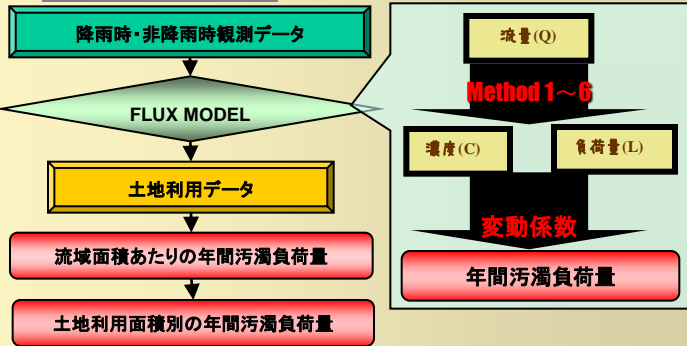 降雨時・非降雨時観測データ
FLUX MODEL
土地利用データ
流域面積あたりの年間汚濁負荷量
土地利用面積別の年間汚濁負荷量
流量(Q)
Method 1～6
濃度(C)
負荷量(L)
変動係数
年間汚濁負荷量